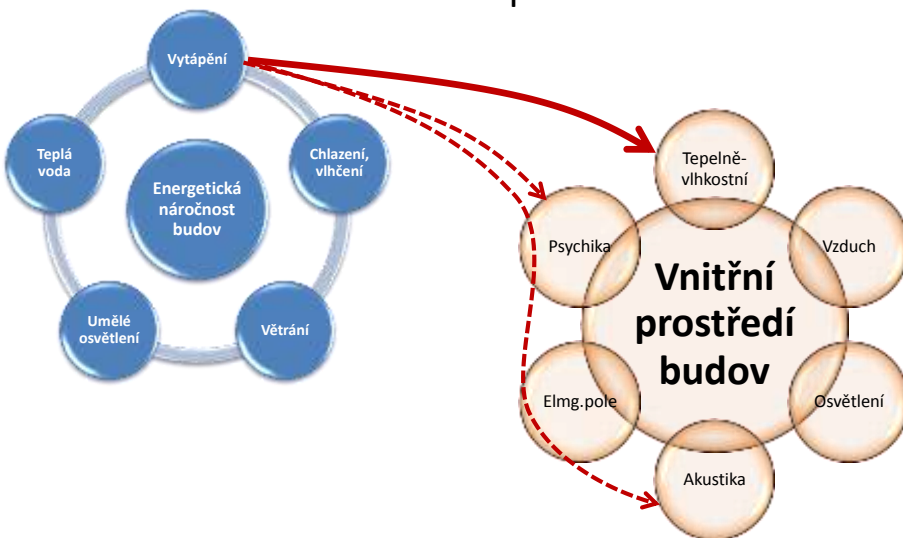 Vytápění
Teplá
voda
Chlazení,
vlhčení
Energetická
náročnost
budov
Umělé
osvětlení
Větrání
Tepelně-
vlhkostní
Psychika
Vzduch
Vnitřní
prostředí
budov
Elmg.pole
Osvětlení
Akustika